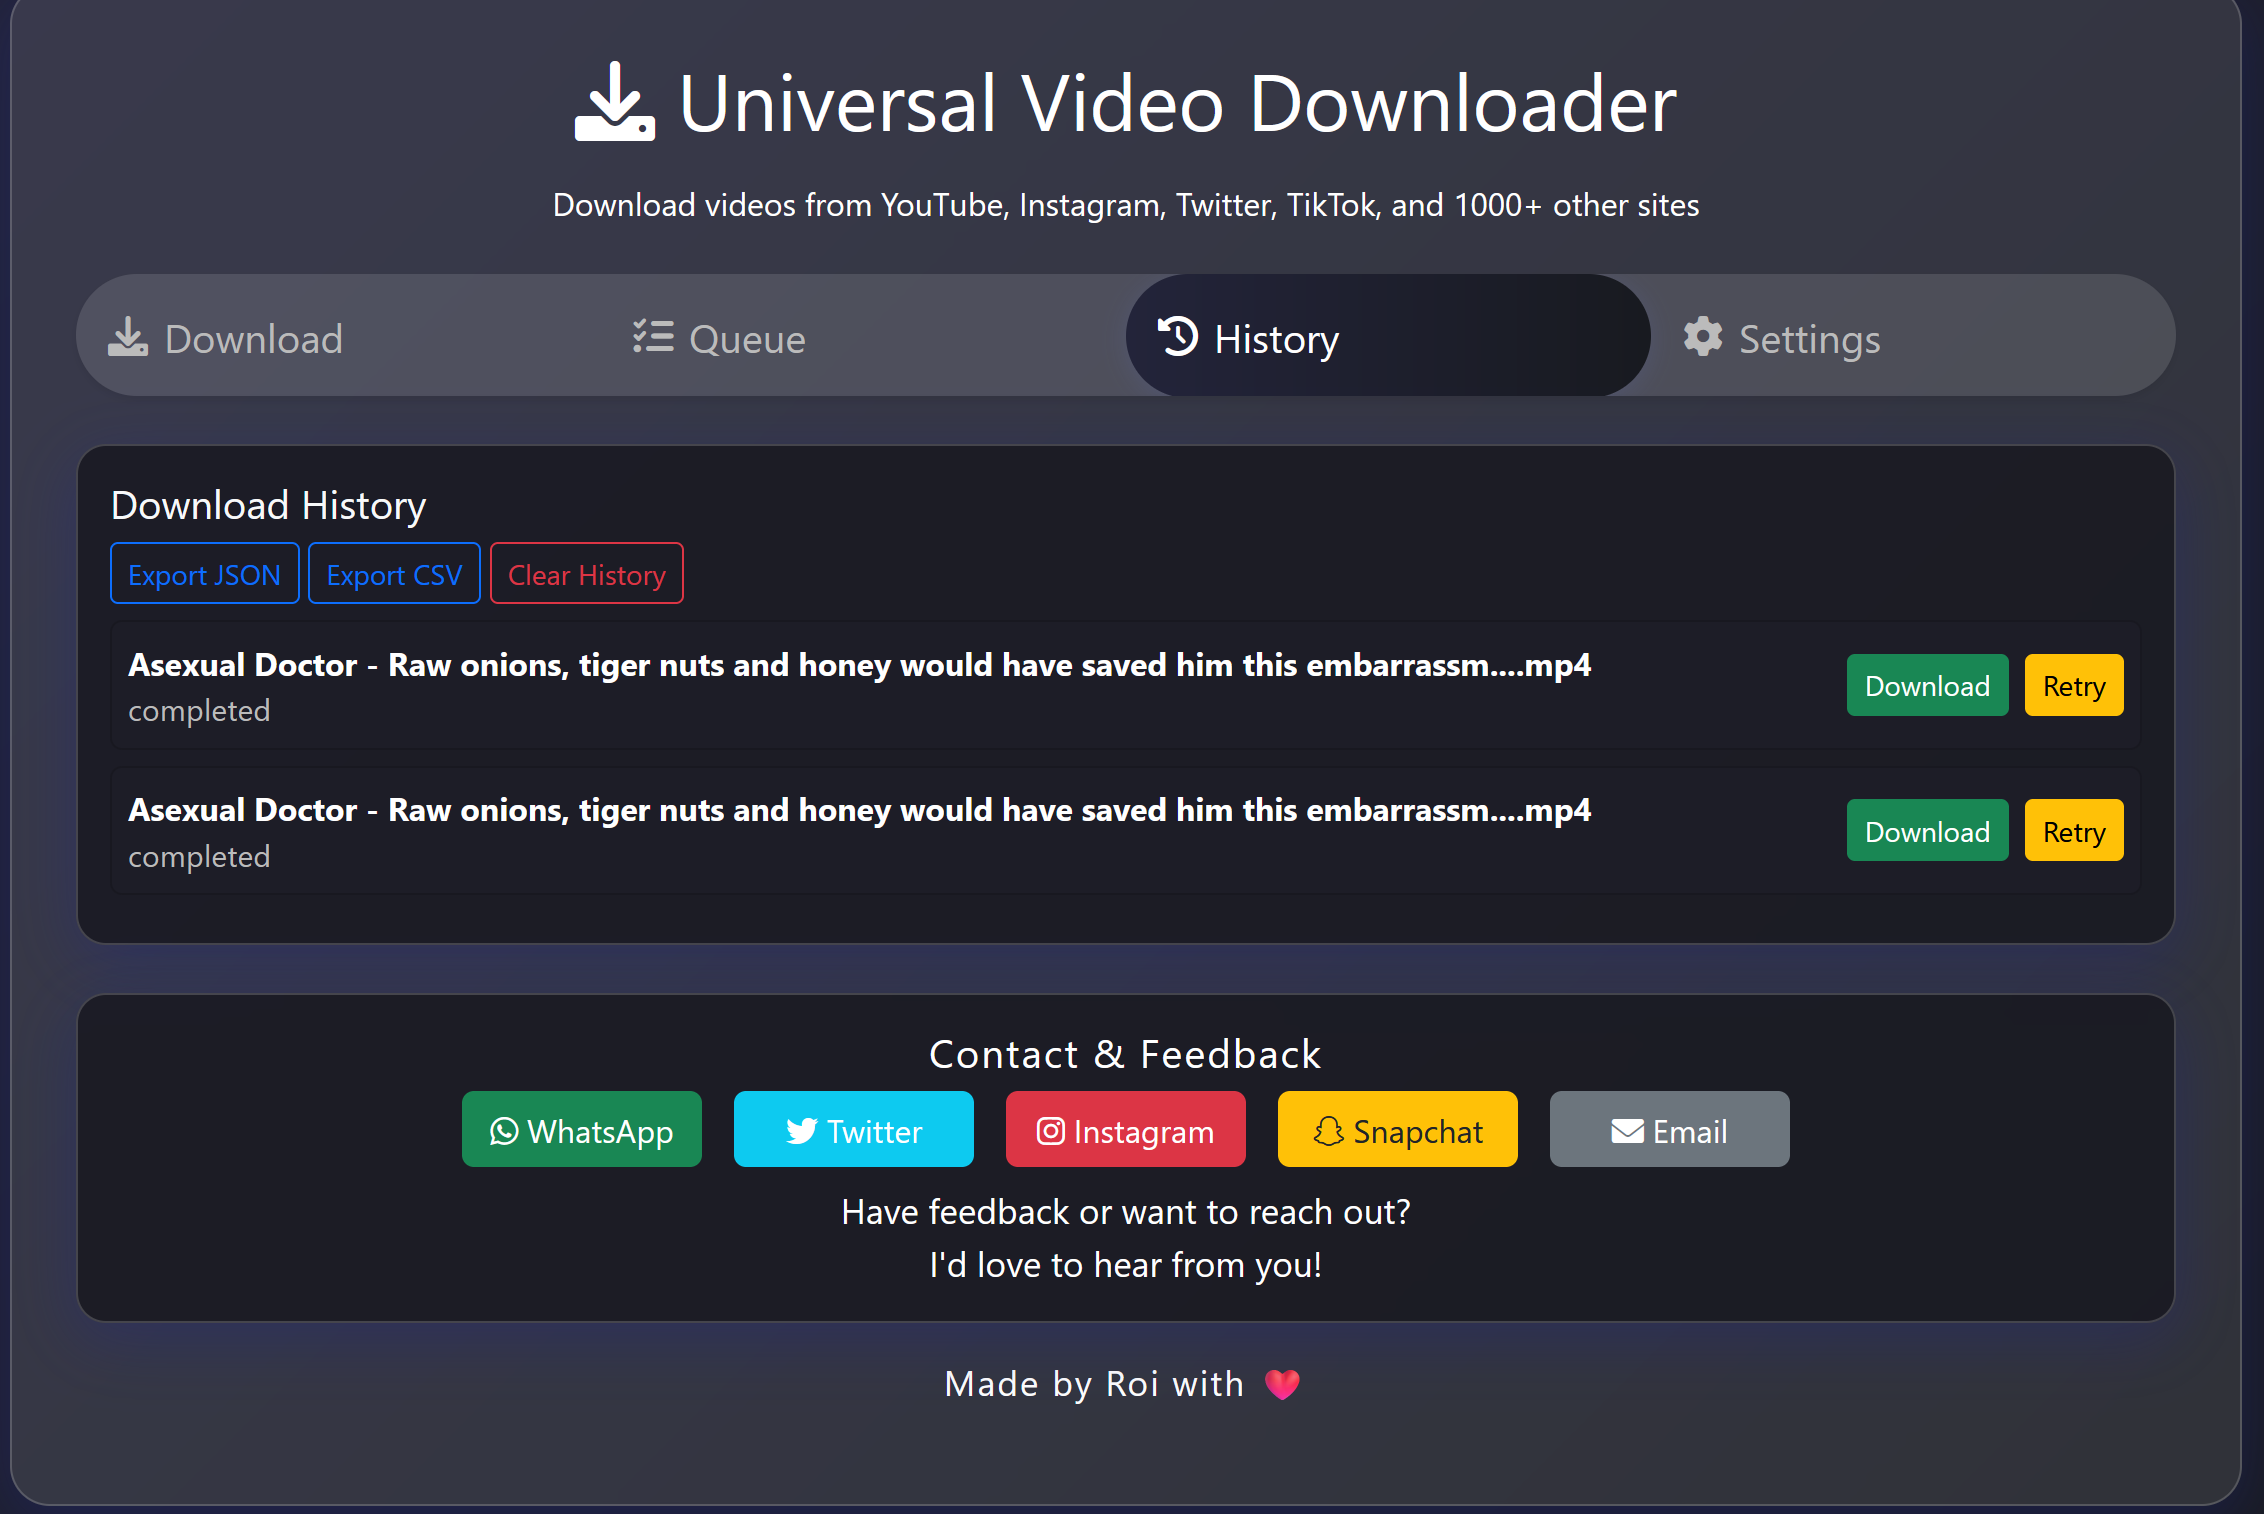 Universal Video Downloader
Download videos from YouTube, Instagram, Twitter, TikTok, and 1000+ other sites
Download
Queue
History
Settings
Download History
Export JSON
Export CSV
Clear History
Asexual Doctor - Raw onions, tiger nuts and honey would have saved him this embarrassm....mp4
completed
Download
Retry
Asexual Doctor - Raw onions, tiger nuts and honey would have saved him this embarrassm....mp4
completed
Download
Retry
Contact & Feedback
WhatsApp
Twitter
Instagram
Snapchat
Email
Have feedback or want to reach out?
I'd love to hear from you!
Made by Roi with ❤️